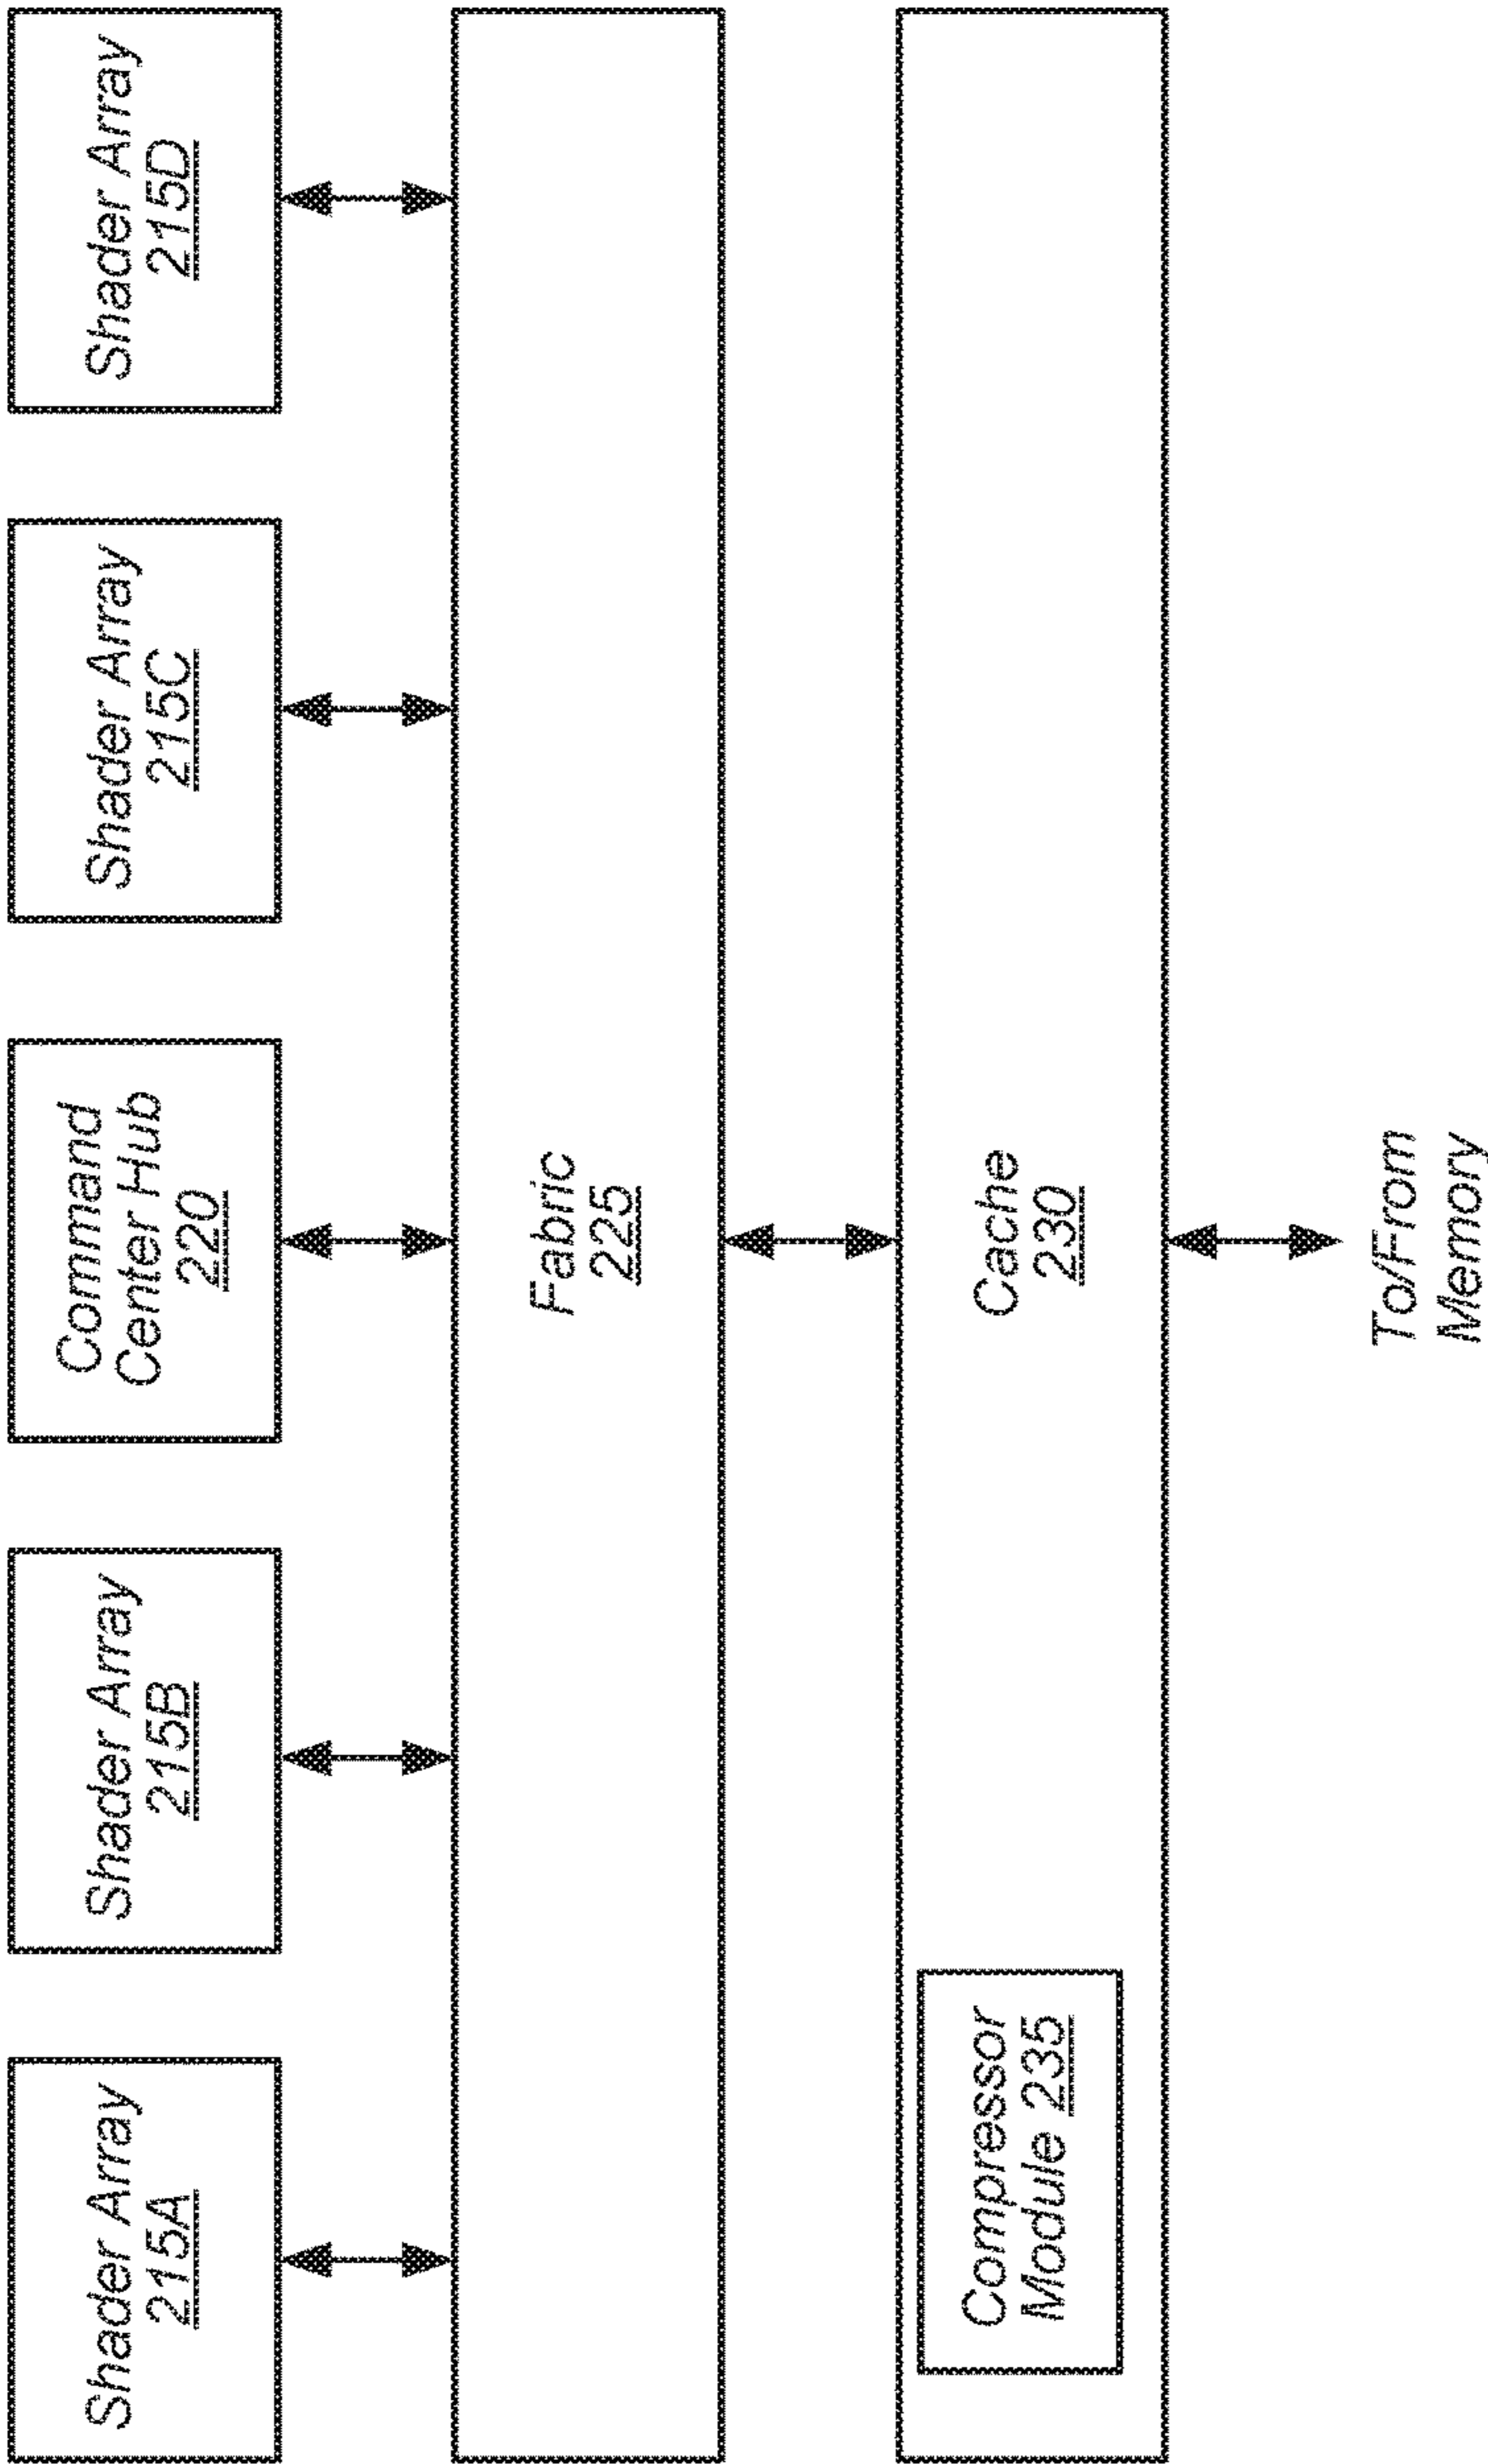 Shader Array
215A
Shader Array
215B
Command
Center Hub
220
Shader Array
215C
Shader Array
215D
Fabric
225
Compressor
Module 235
Cache
230
To/From
Memory